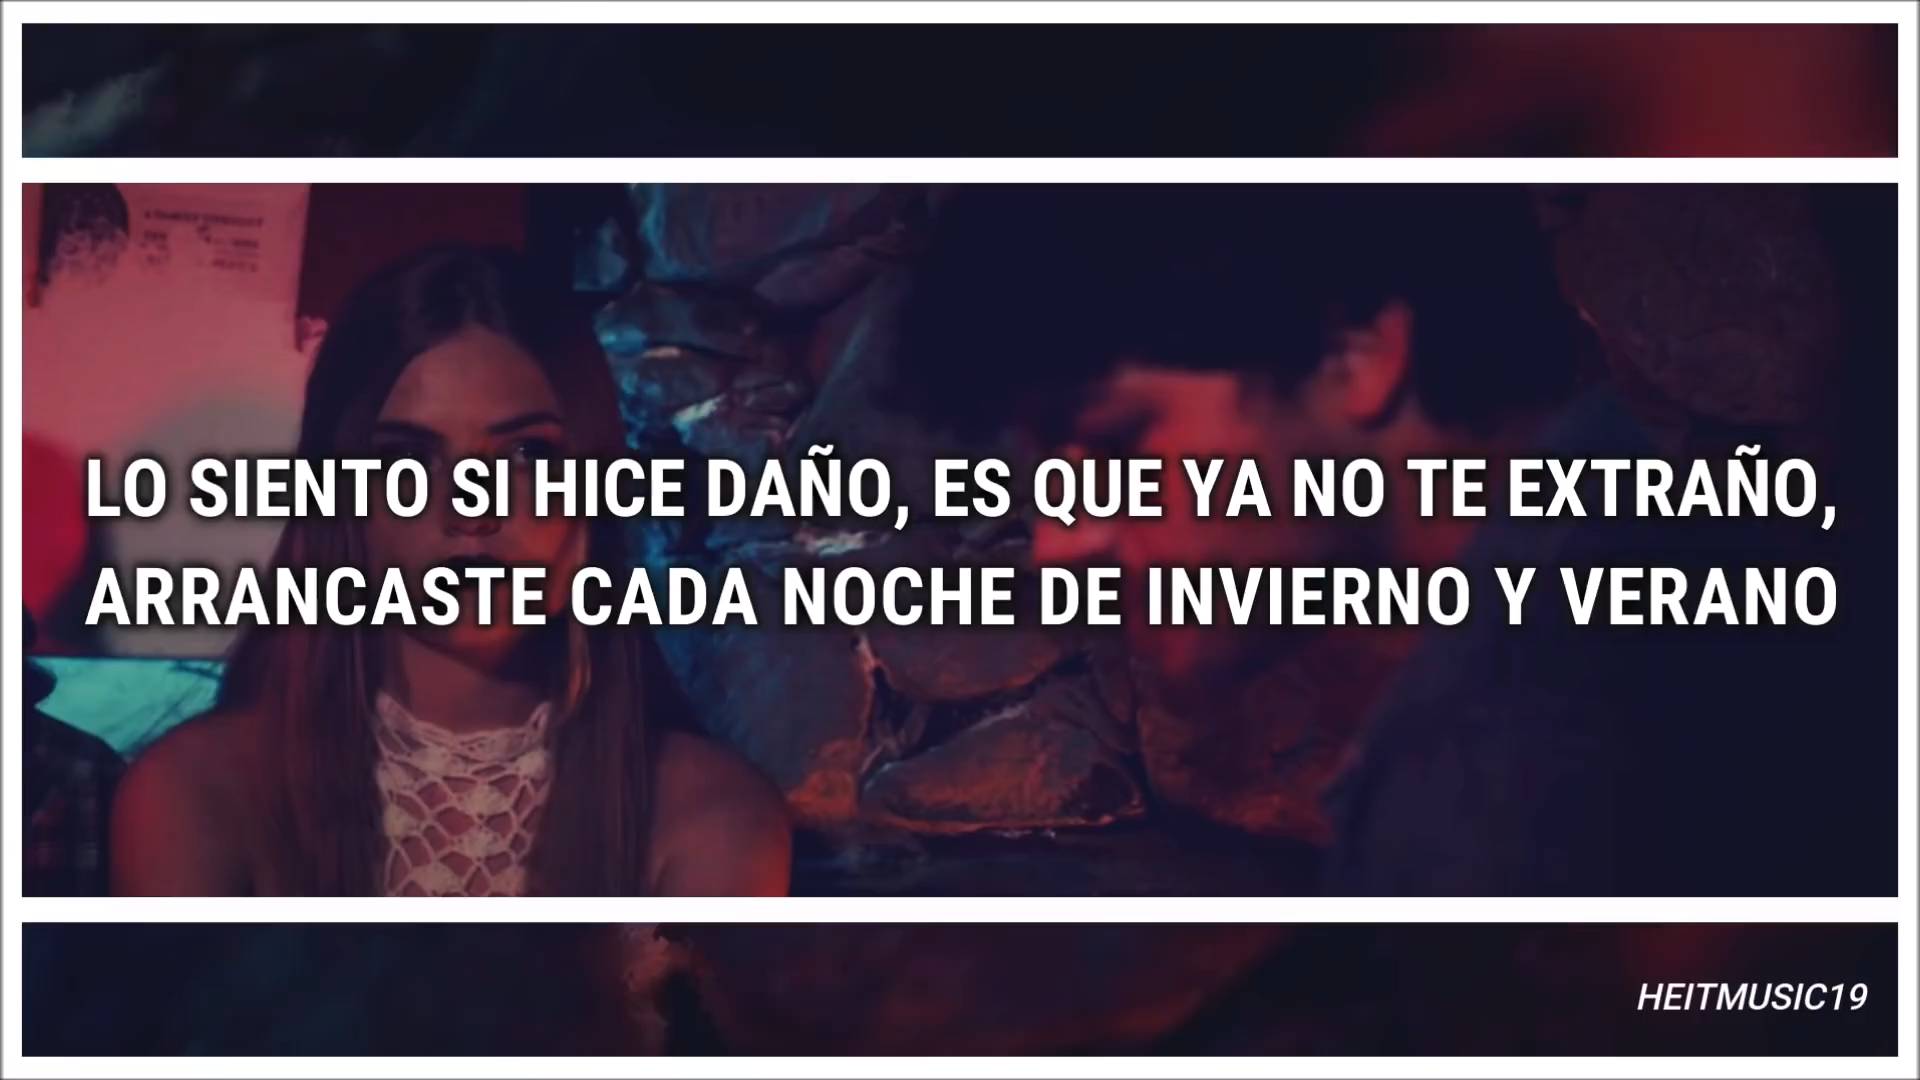 LO SIENTO SI HICE DAÑO, ES QUE YA NO TE EXTRAÑO,
ARRANCASTE CADA NOCHE DE INVIERNO Y VERANO
HEITMUSIC19